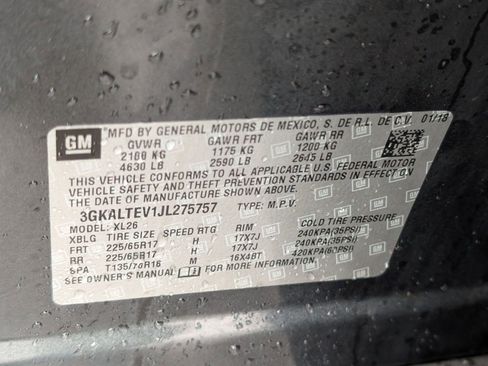 GM MFD BY GENERAL MOTORS DE MEXICO, S. DE R.L. DE C.V. 01/18
GVWR GAWR FRT GAWR RR
2100 KG 1175 KG 1200 KG
4630 LB 2590 LB 2645 LB
THIS VEHICLE CONFORMS TO ALL APPLICABLE U.S. FEDERAL MOTOR
VEHICLE SAFETY, BUMPER, AND THEFT PREVENTION STANDARDS IN EFFECT ON
THE DATE OF MANUFACTURE SHOWN ABOVE.
3GKALTEV1JL275757 TYPE: M.P.V.
MODEL: XL26
XBLG TIRE SIZE SPEED RTG RIM COLD TIRE PRESSURE
FRT 225/65R17 H 17X7J 240KPA(35PSI)
RR 225/65R17 H 17X7J 240KPA(35PSI)
SPA T135/70R16 M 16X4BT 420KPA(60PSI)
SEE OWNER'S MANUAL
GM